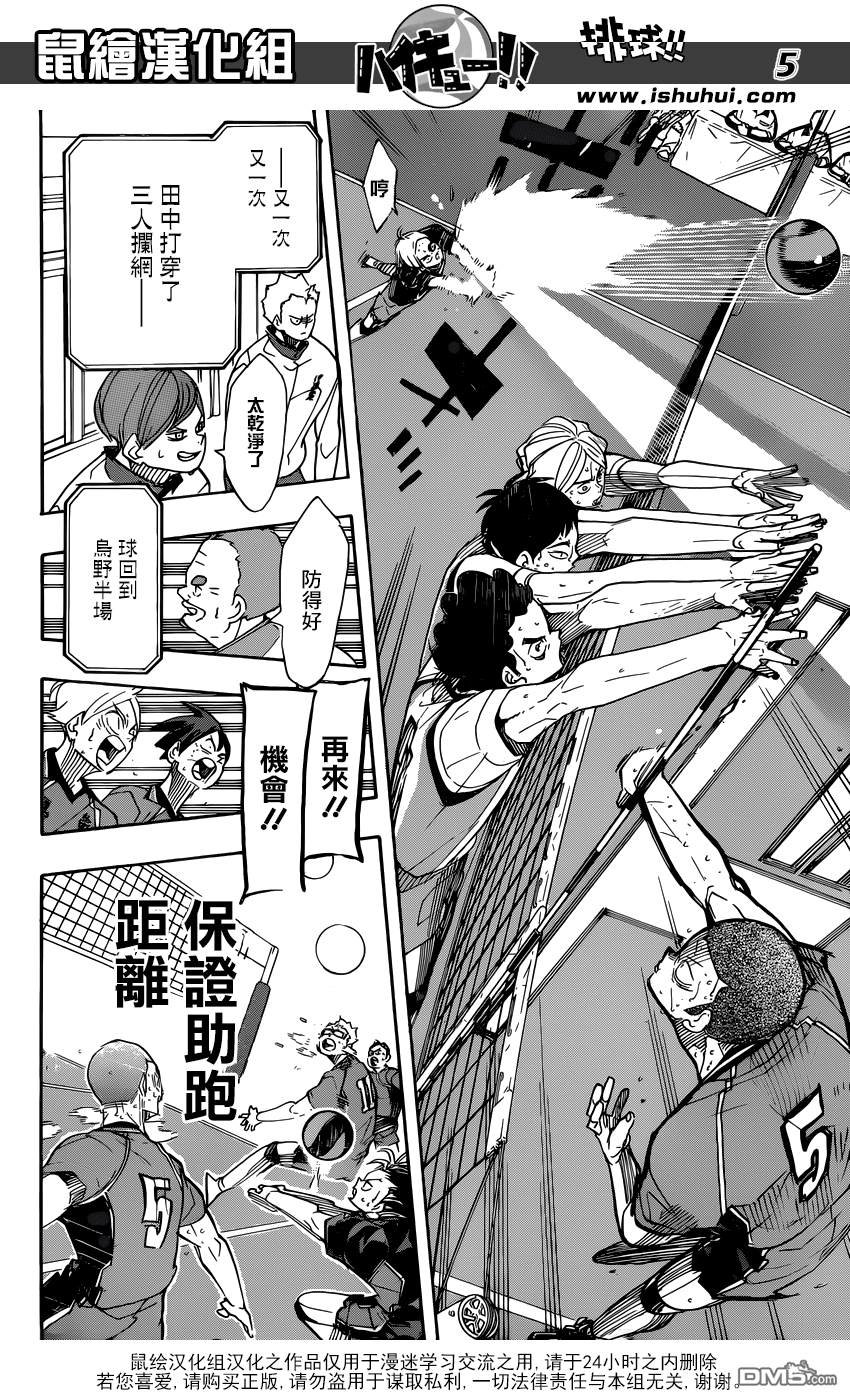 鼠繪漢化組
ハイキュー!!
排球!!
5
www.ishuhui.com
哼
——又一次
又一次
田中打穿了
三人攔網——
太乾淨了
防得好
球回到
烏野半場
再來!!
機會!!
保證助跑
距離
5
5
鼠绘汉化组汉化之作品仅用于漫迷学习交流之用, 请于24小时之内删除
若您喜爱, 请购买正版, 请勿用于谋取私利, 一切法律责任与本组无关, 谢谢.
DM5.com